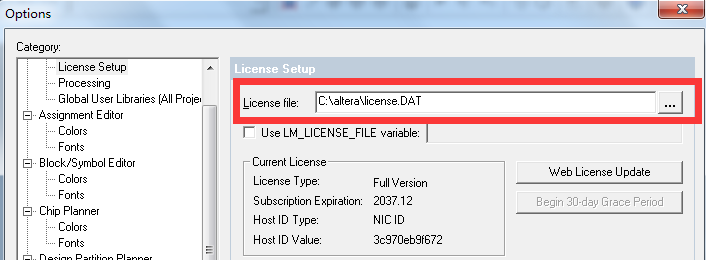 Options
Category:
License Setup
Processing
Global User Libraries (All Proje
Assignment Editor
Colors
Fonts
Block/Symbol Editor
Colors
Fonts
Chip Planner
Colors
Fonts
Design Partition Planner
License Setup
License file: C:\altera\license.DAT ...
Use LM_LICENSE_FILE variable:
Current License
License Type: Full Version
Subscription Expiration: 2037.12
Host ID Type: NIC ID
Host ID Value: 3c970eb9f672
Web License Update
Begin 30-day Grace Period